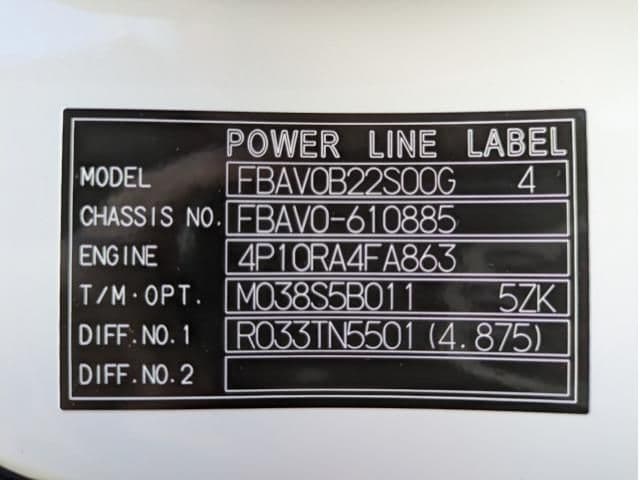 POWER LINE LABEL
MODEL FBAV0B22S00G 4
CHASSIS NO. FBAV0-610885
ENGINE 4P10RA4FA863
T/M·OPT. M038S5B011 5ZK
DIFF.NO.1 R033TN5501(4.875)
DIFF.NO.2